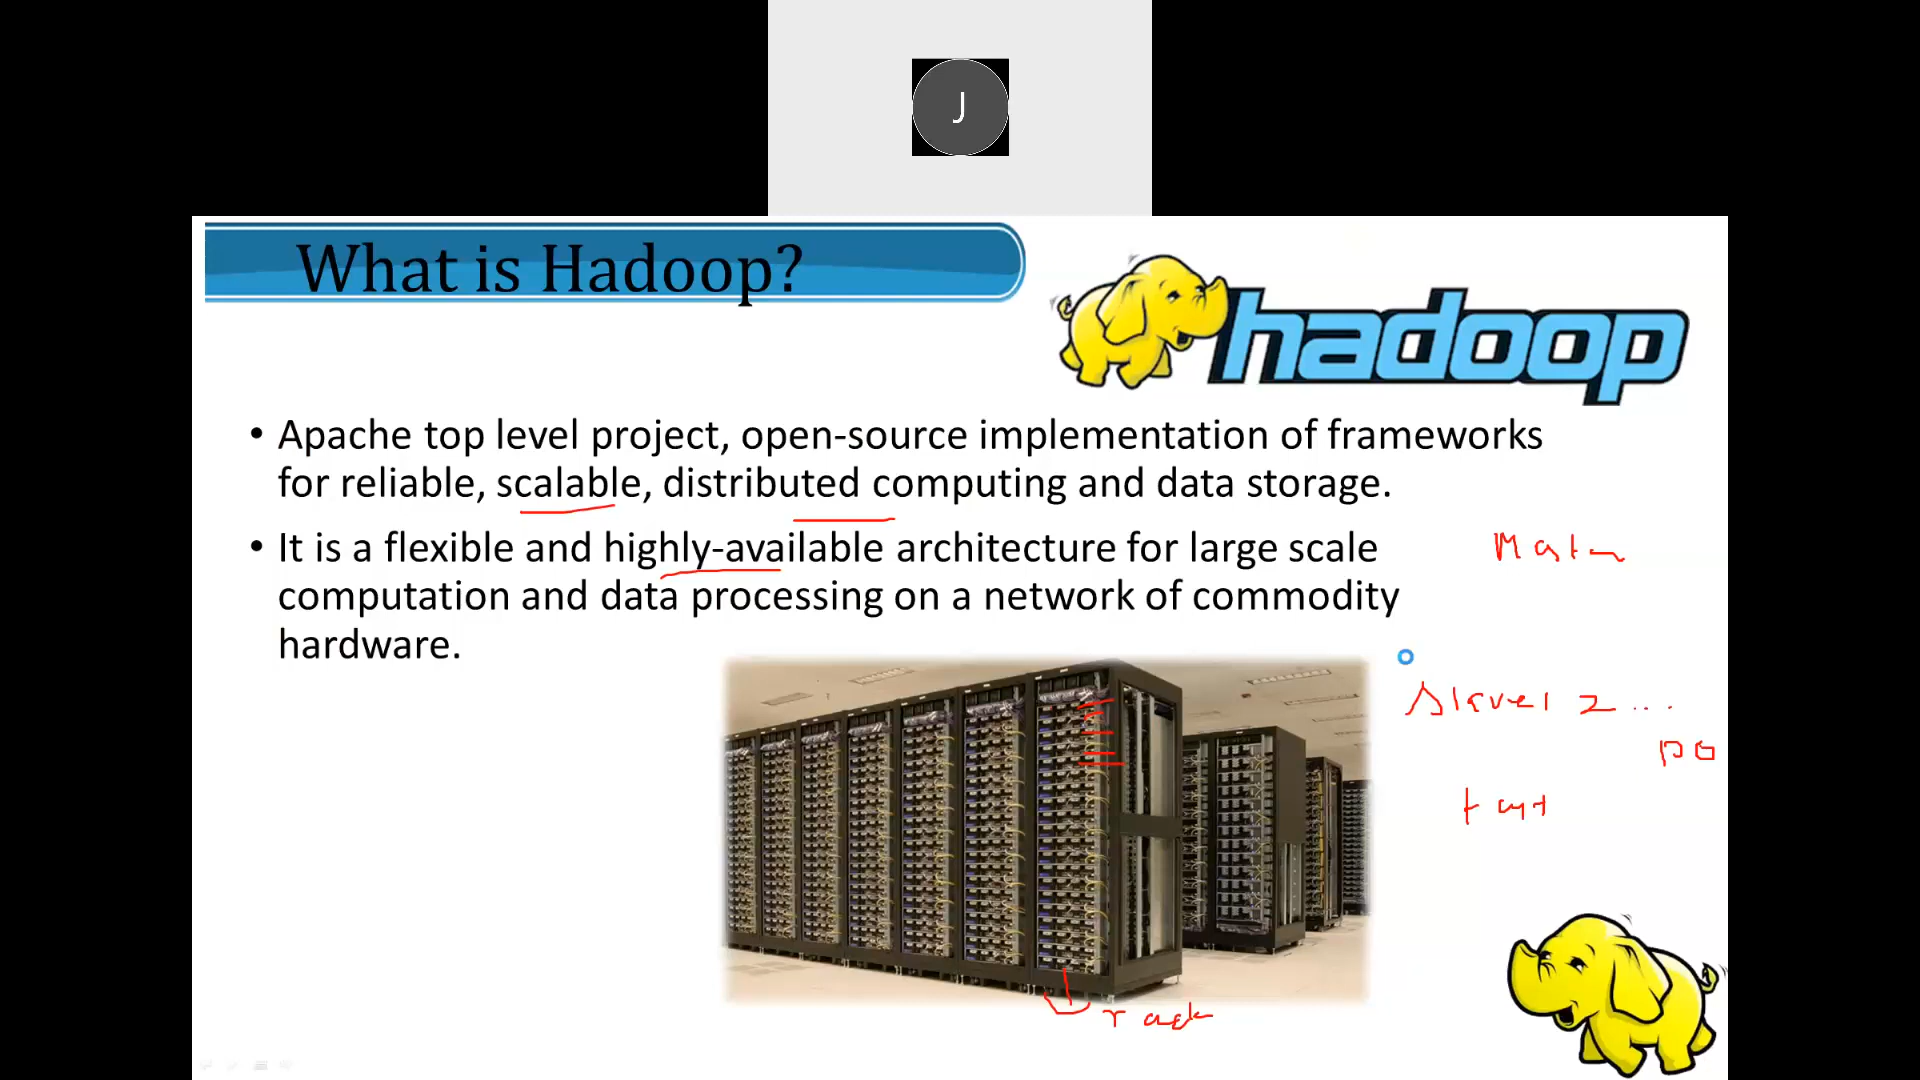 J
What is Hadoop?
hadoop
• Apache top level project, open-source implementation of frameworks
for reliable, scalable, distributed computing and data storage.
• It is a flexible and highly-available architecture for large scale
computation and data processing on a network of commodity
hardware.
Master
2 ...
rack